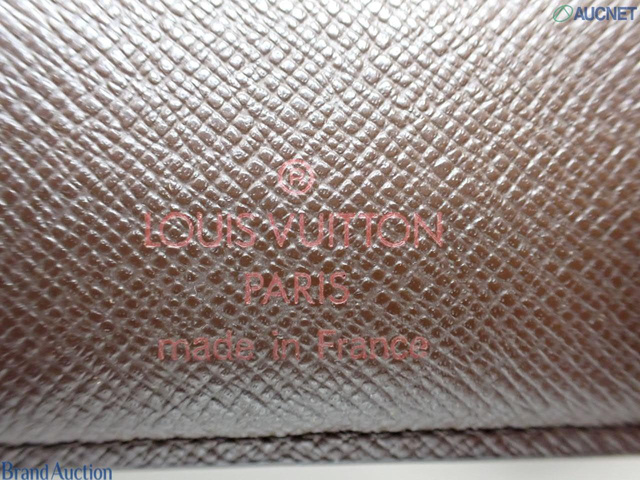 AUCNET
®
LOUIS VUITTON
PARIS
made in France
Brand Auction